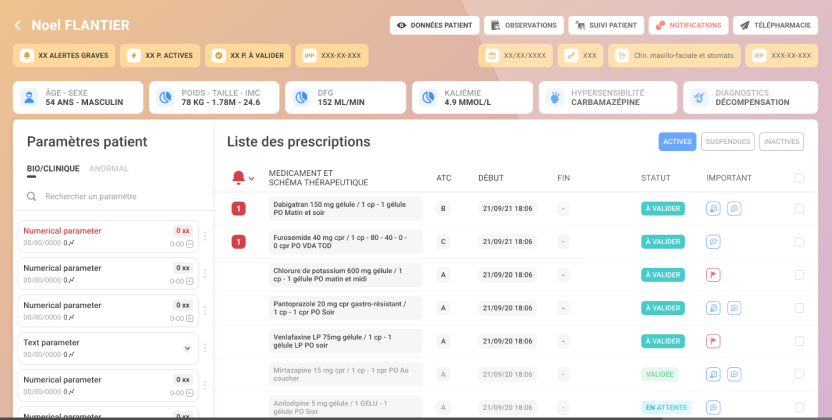 Noel FLANTIER
DONNÉES PATIENT
OBSERVATIONS
SUIVI PATIENT
NOTIFICATIONS
TÉLÉPHARMACIE
XX ALERTES GRAVES
XX P. ACTIVES
XX P. À VALIDER
IPP XXX-XX-XXX
XX/XX/XXXX
XXX
Chir. maxillo-faciale et stomato
IEP XXX-XX-XXX
ÂGE - SEXE
54 ANS - MASCULIN
POIDS - TAILLE - IMC
78 KG - 1.78M - 24.6
DFG
152 ML/MIN
KALIÉMIE
4.9 MMOL/L
HYPERSENSIBILITÉ
CARBAMAZÉPINE
DIAGNOSTICS
DÉCOMPENSATION
Paramètres patient
BIO/CLINIQUE ANORMAL
Rechercher un paramètre
Numerical parameter 0 xx
00/00/0000 0 0-00
Numerical parameter 0 xx
00/00/0000 0 0-00
Numerical parameter 0 xx
00/00/0000 0 0-00
Text parameter
00/00/0000 0
Numerical parameter 0 xx
00/00/0000 0 0-00
Numerical parameter 0 xx
Liste des prescriptions
ACTIVES SUSPENDUES INACTIVES
MEDICAMENT ET
SCHÉMA THÉRAPEUTIQUE
ATC DÉBUT FIN STATUT IMPORTANT
1
Dabigatran 150 mg gélule / 1 cp - 1 gélule
PO Matin et soir
B 21/09/21 18:06 - À VALIDER
1
Furosemide 40 mg cpr / 1 cp - 80 - 40 - 0 -
0 cpr PO VDA TOD
C 21/09/21 18:06 - À VALIDER
Chlorure de potassium 600 mg gélule / 1
cp - 1 gélule PO matin et midi
A 21/09/20 18:06 - À VALIDER
Pantoprazole 20 mg cpr gastro-résistant /
1 cp - 1 cpr PO Soir
A 21/09/20 18:06 - À VALIDER
Venlafaxine LP 75mg gélule / 1 cp - 1
gélule LP PO soir
A 21/09/20 18:06 - À VALIDER
Mirtazapine 15 mg cpr / 1 cp - 1 cpr PO Au
coucher
A 21/09/20 18:06 - VALIDÉE
Amlodipine 5 mg gélule / 1 GELU - 1
gélule PO Soir
A 21/09/20 18:06 - EN ATTENTE